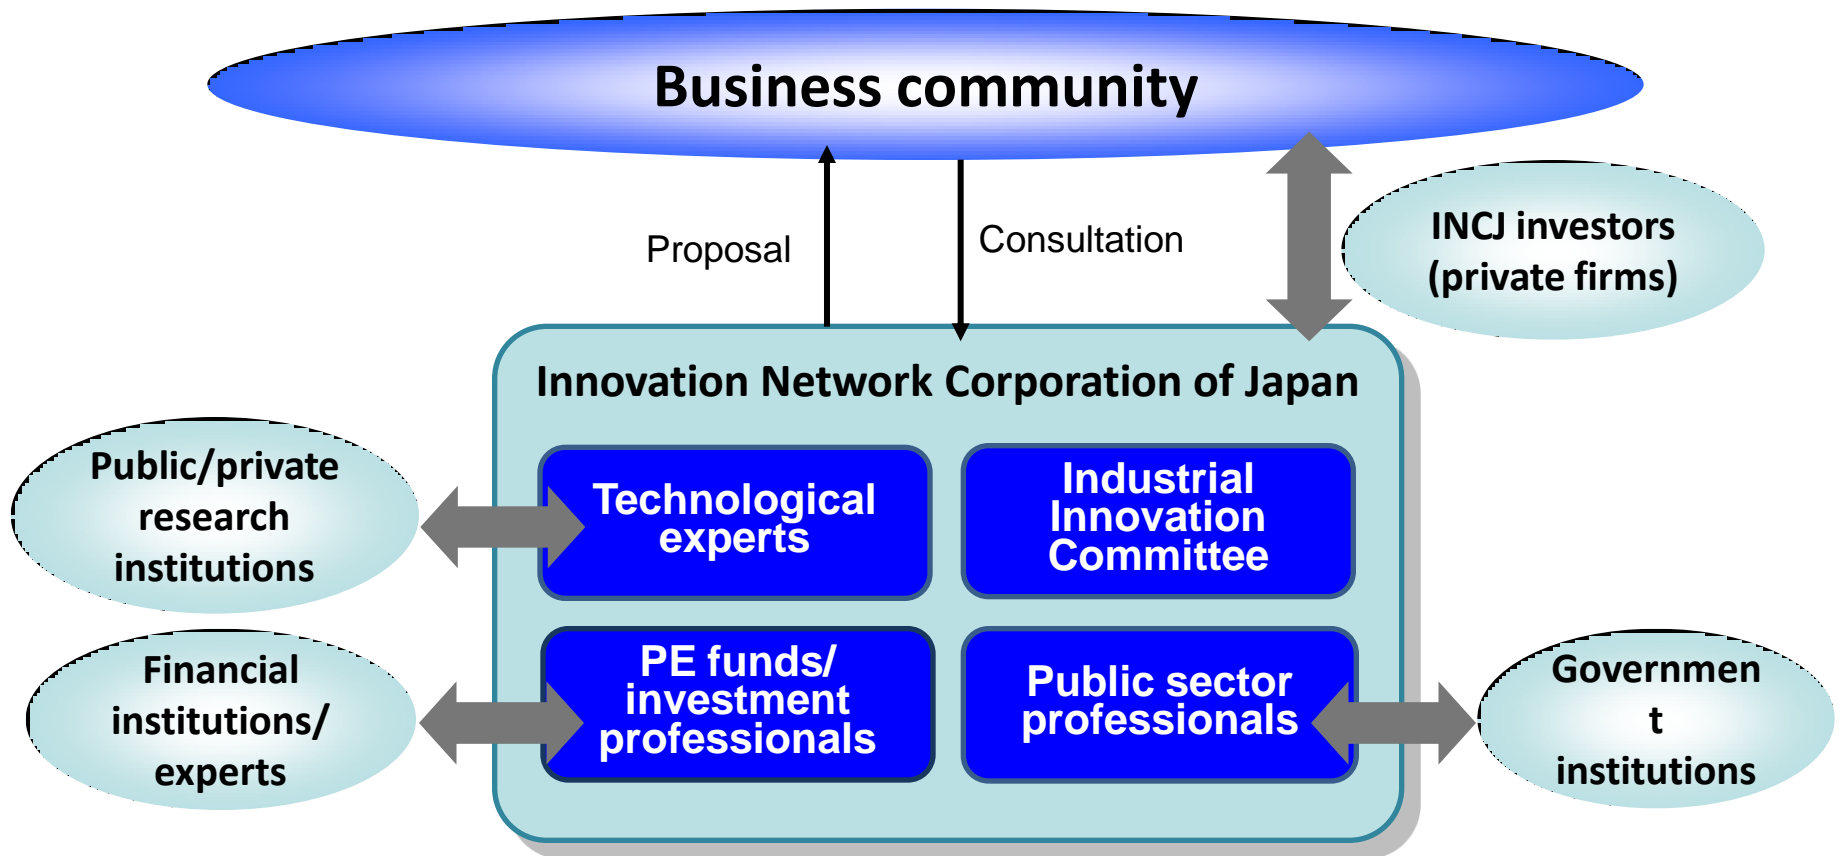 Business community
Proposal
Consultation
INCJ investors
(private firms)
Innovation Network Corporation of Japan
Public/private
research
institutions
Technological
experts
Industrial
Innovation
Committee
Financial
institutions/
experts
PE funds/
investment
professionals
Public sector
professionals
Governmen
t
institutions